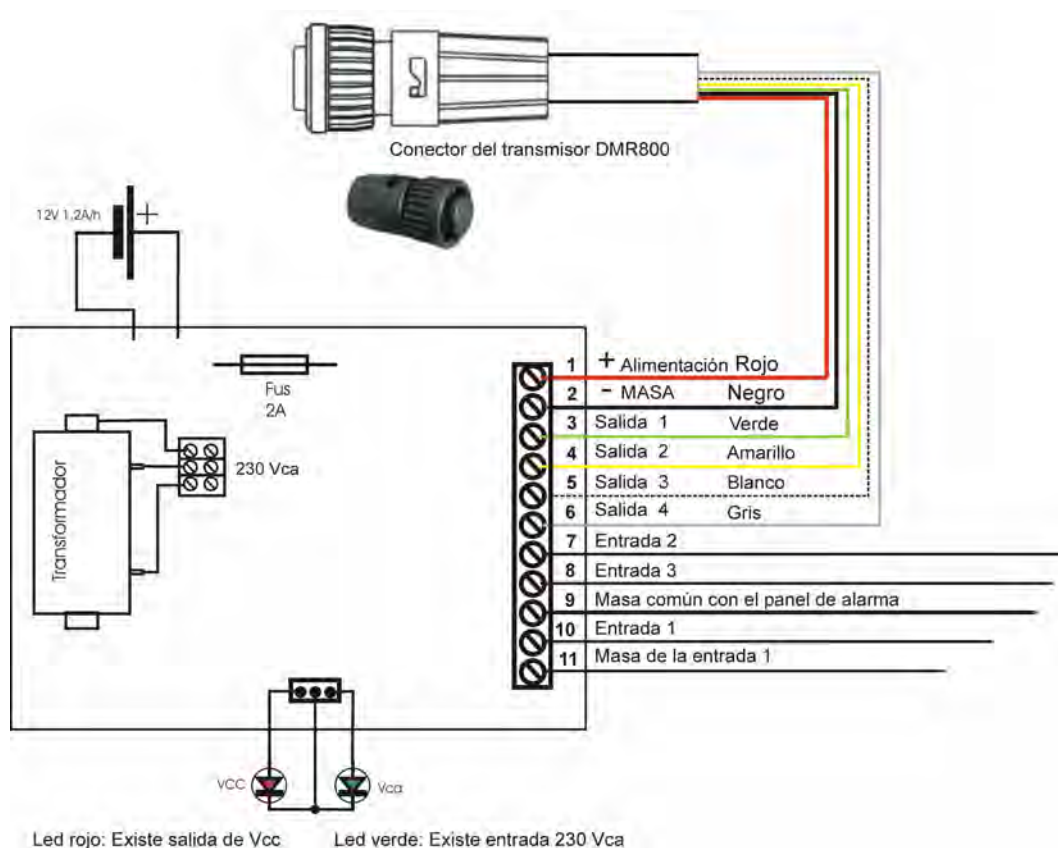 Conector del transmisor DMR800
12V 1,2A/h
+
Fus
2A
230 Vca
Transformador
1 + Alimentación Rojo
2 - MASA Negro
3 Salida 1 Verde
4 Salida 2 Amarillo
5 Salida 3 Blanco
6 Salida 4 Gris
7 Entrada 2
8 Entrada 3
9 Masa común con el panel de alarma
10 Entrada 1
11 Masa de la entrada 1
VCC
Vca
Led rojo: Existe salida de Vcc Led verde: Existe entrada 230 Vca